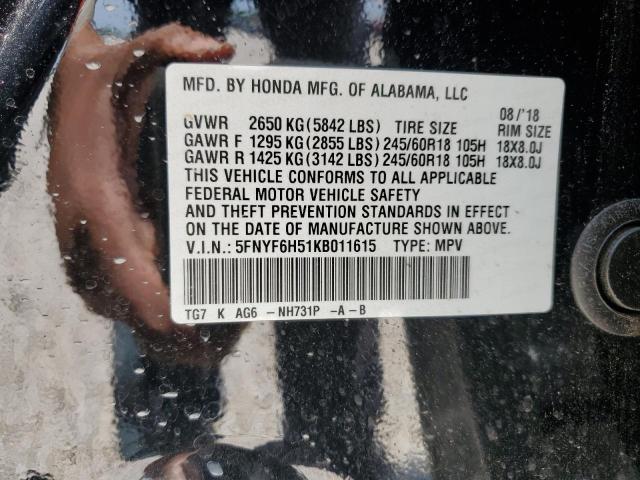 MFD. BY HONDA MFG. OF ALABAMA, LLC
08/'18
GVWR 2650 KG(5842 LBS) TIRE SIZE RIM SIZE
GAWR F 1295 KG(2855 LBS) 245/60R18 105H 18X8.0J
GAWR R 1425 KG(3142 LBS) 245/60R18 105H 18X8.0J
THIS VEHICLE CONFORMS TO ALL APPLICABLE
FEDERAL MOTOR VEHICLE SAFETY
AND THEFT PREVENTION STANDARDS IN EFFECT
ON THE DATE OF MANUFACTURE SHOWN ABOVE.
V.I.N.: 5FNYF6H51KB011615 TYPE: MPV
TG7 K AG6 -NH731P -A-B